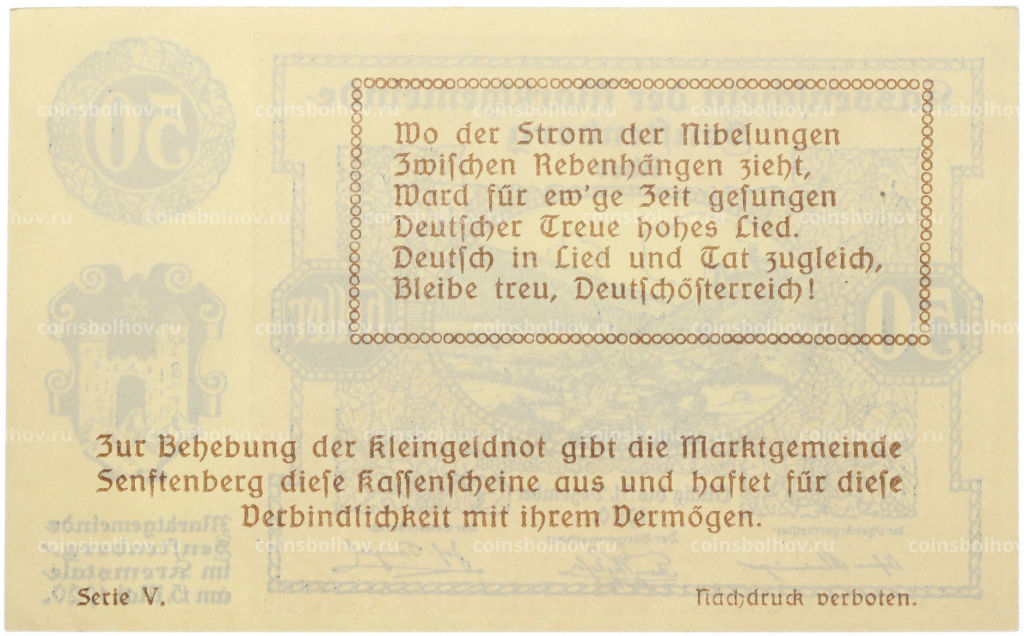 Wo der Strom der Nibelungen
Zwischen Rebenhängen zieht,
Ward für ew'ge Zeit gesungen
Deutscher Treue hohes Lied.
Deutsch in Lied und Tat zugleich,
Bleibe treu, Deutschösterreich!
Zur Behebung der Kleingeldnot gibt die Marktgemeinde
Senftenberg diese Kassenscheine aus und haftet für diese
Verbindlichkeit mit ihrem Vermögen.
Serie V.
Nachdruck verboten.
coinsbolhov.ru